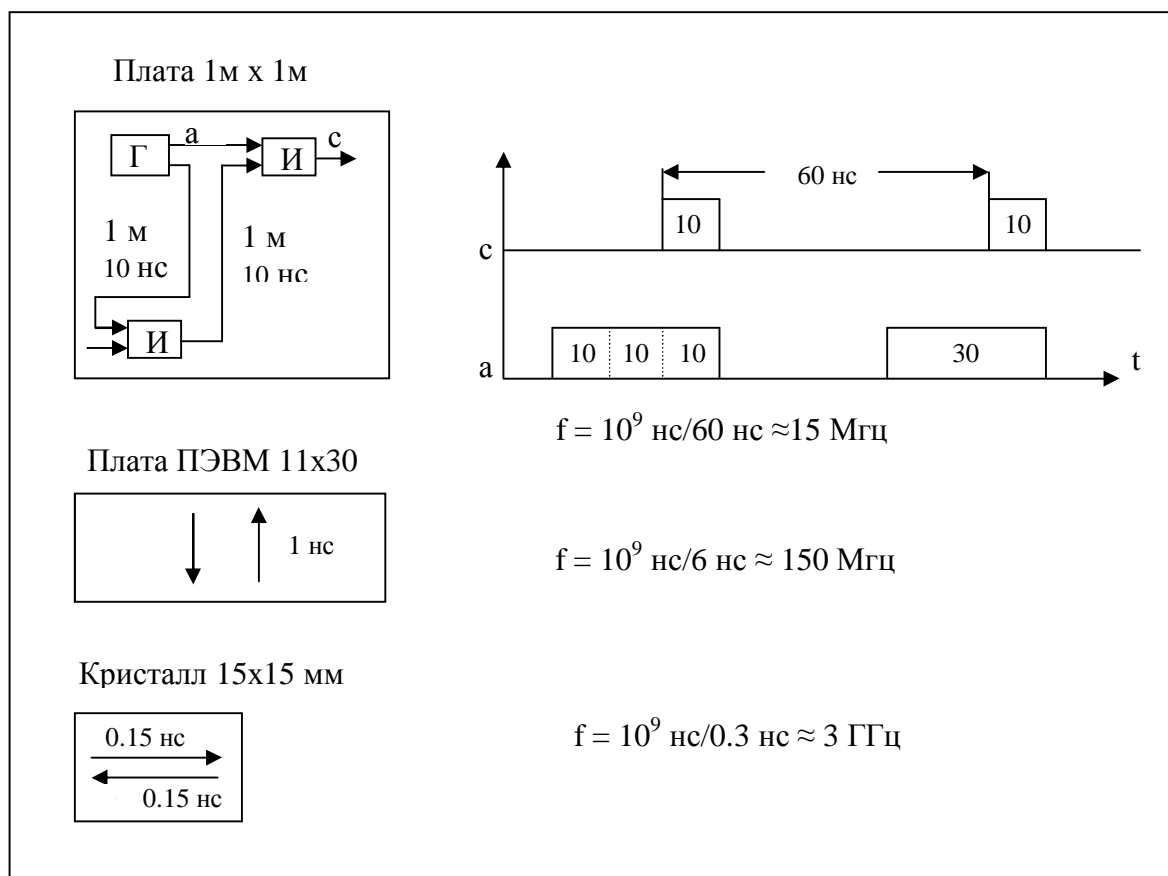 Плата 1м х 1м
Г
а
И
с
1 м
10 нс
1 м
10 нс
И
60 нс
10
10
с
10
10
10
30
а
t
f = 10⁹ нс/60 нс ≈15 Мгц
Плата ПЭВМ 11х30
1 нс
f = 10⁹ нс/6 нс ≈ 150 Мгц
Кристалл 15х15 мм
0.15 нс
0.15 нс
f = 10⁹ нс/0.3 нс ≈ 3 ГГц